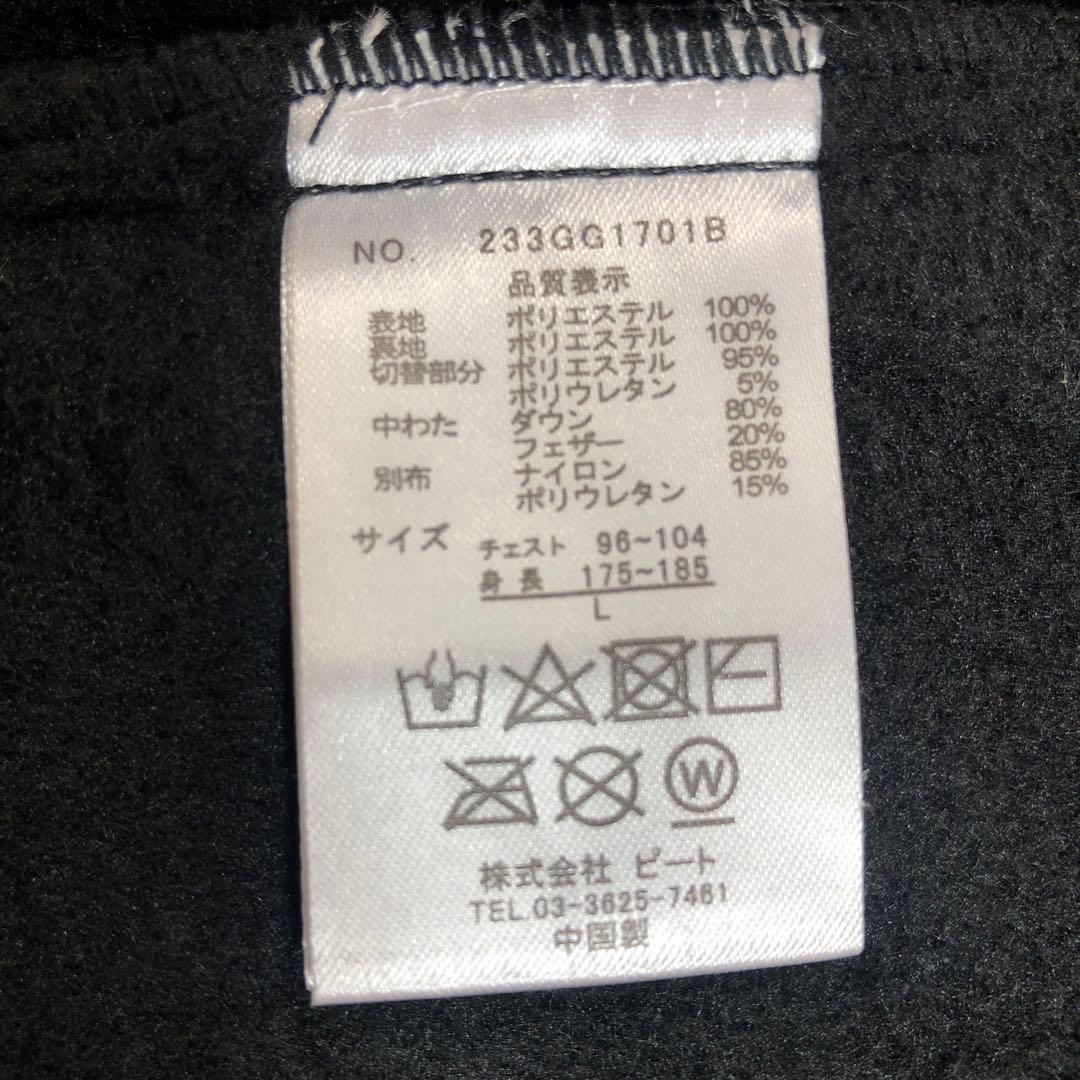 NO. 233GG1701B
品質表示
表地 ポリエステル 100%
裏地 ポリエステル 100%
切替部分 ポリエステル 95%
ポリウレタン 5%
中わた ダウン 80%
フェザー 20%
別布 ナイロン 85%
ポリウレタン 15%
サイズ チェスト 96~104
身長 175~185
L
W
株式会社 ピート
TEL.03-3625-7461
中国製